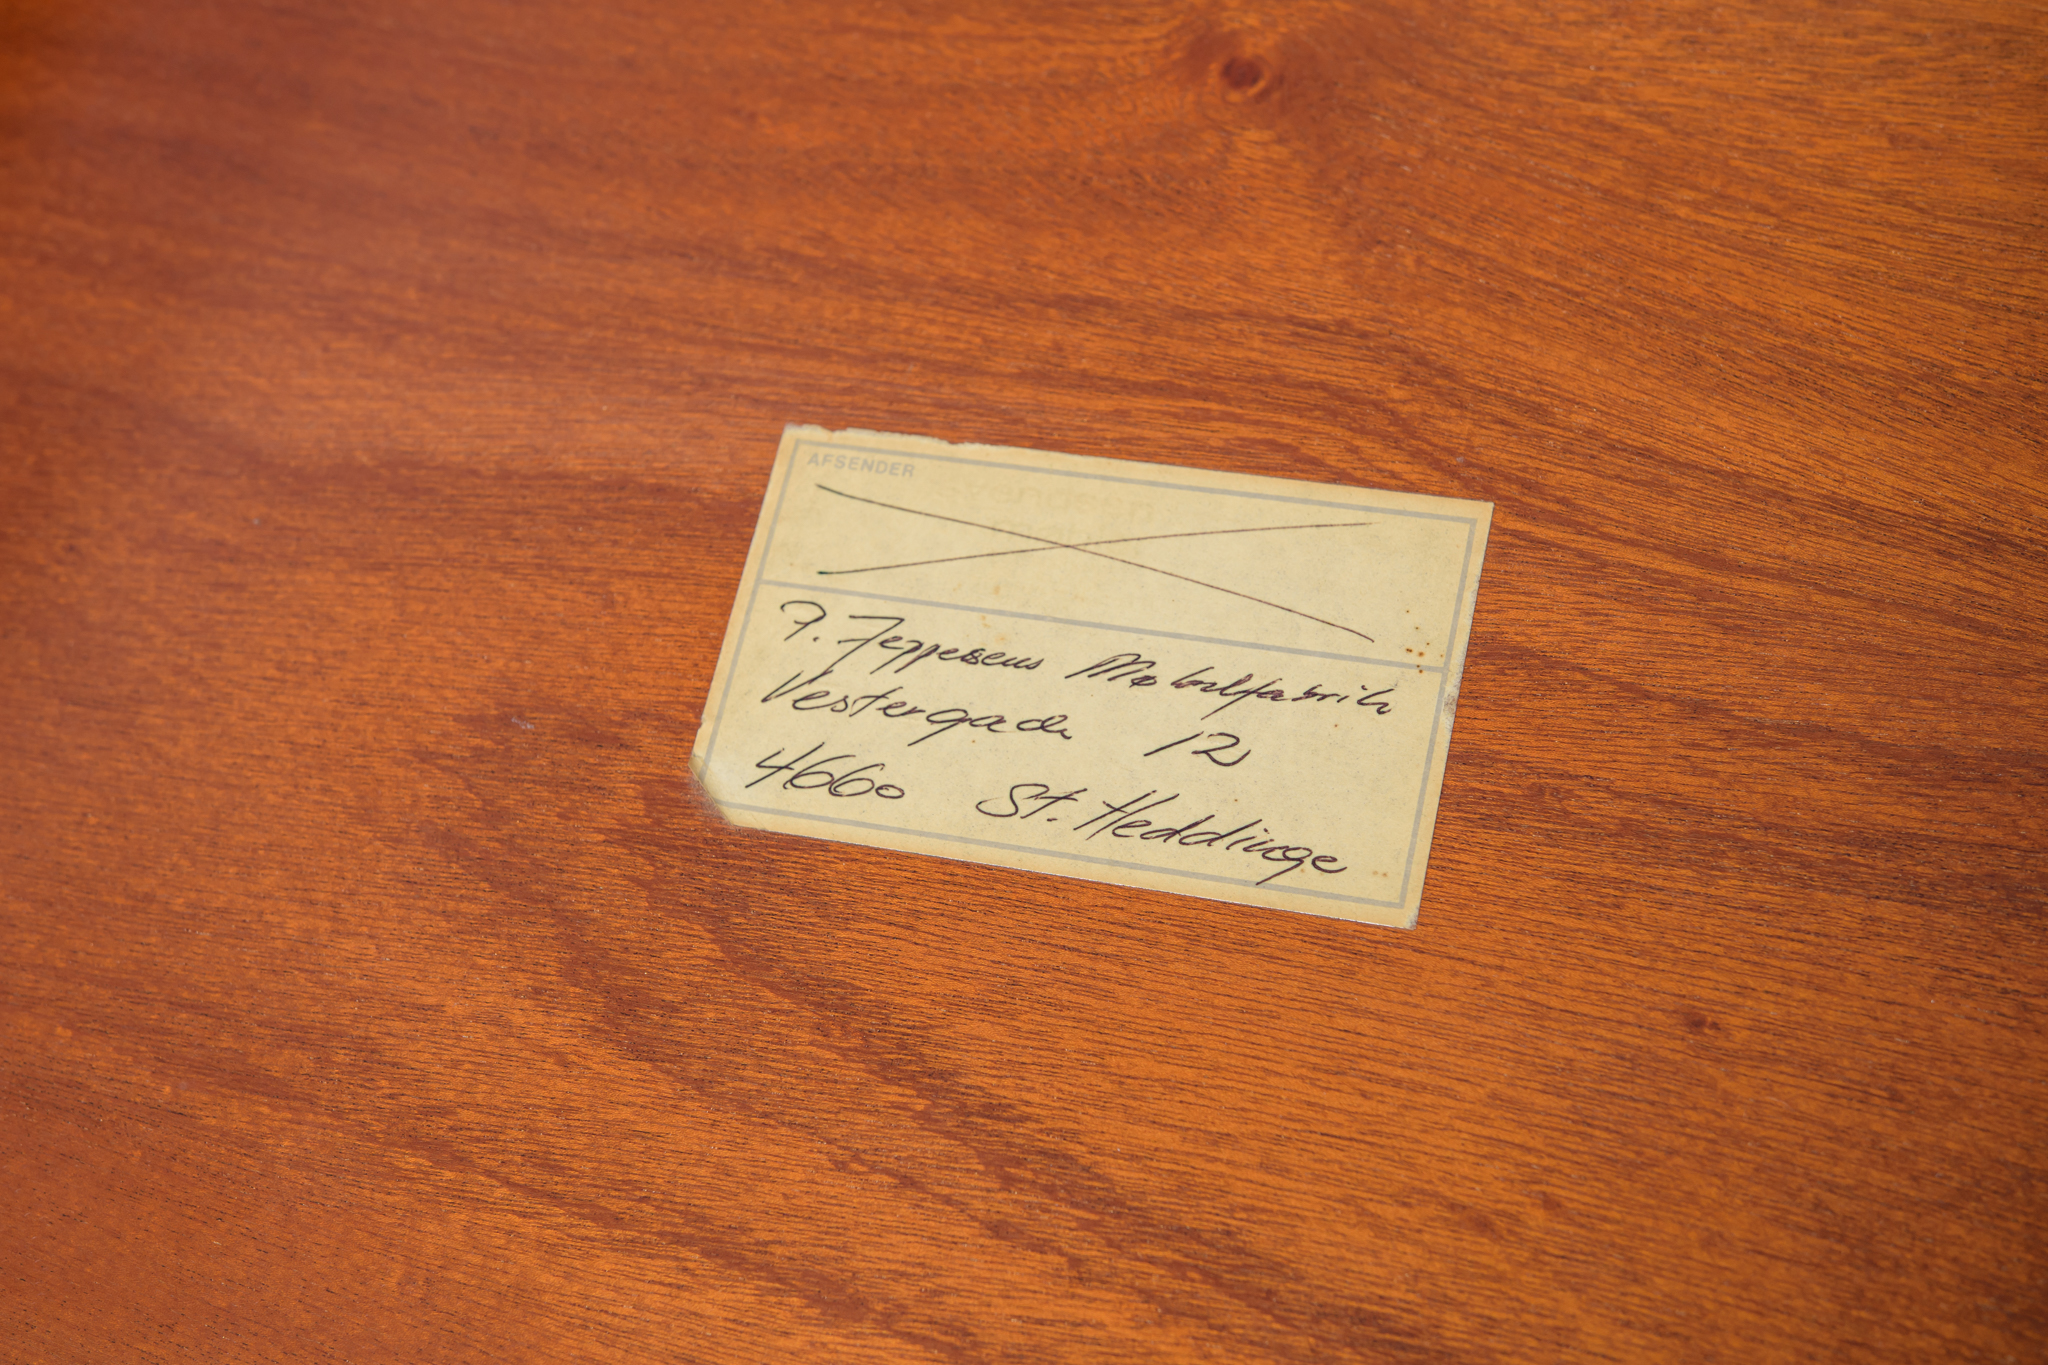 AFSENDER
P. Jeppesens Møbelfabrik
Vestergade 12
4660 St. Heddinge